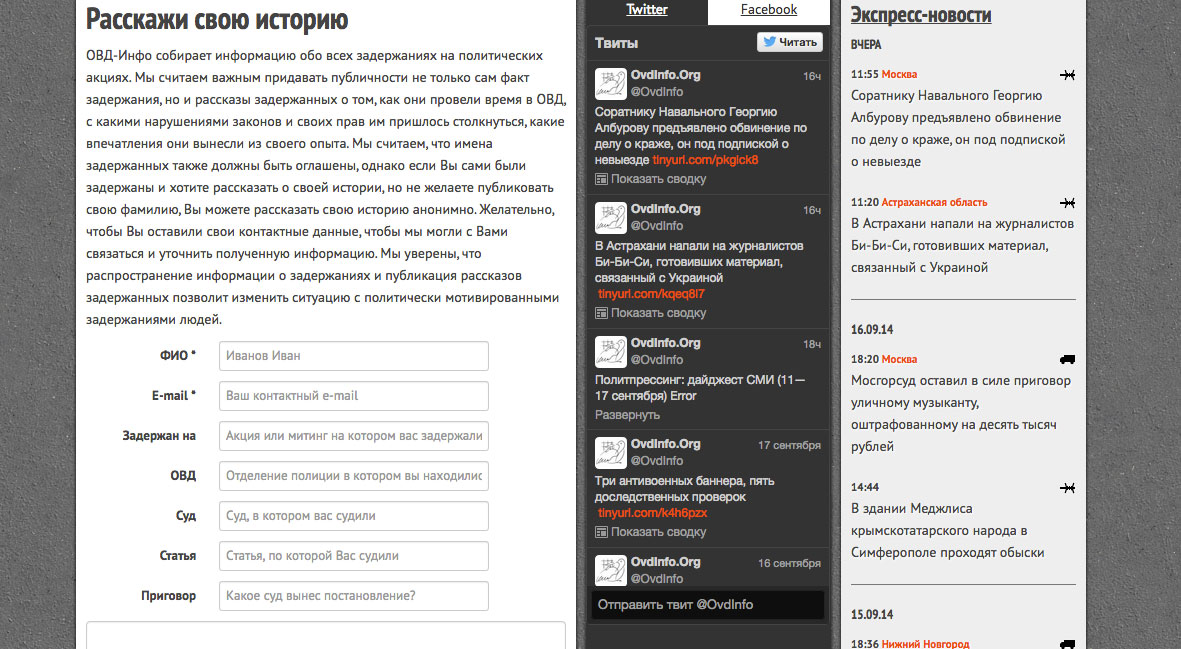 Расскажи свою историю
ОВД-Инфо собирает информацию обо всех задержаниях на политических
акциях. Мы считаем важным придавать публичности не только сам факт
задержания, но и рассказы задержанных о том, как они провели время в ОВД,
с какими нарушениями законов и своих прав им пришлось столкнуться, какие
впечатления они вынесли из своего опыта. Мы считаем, что имена
задержанных также должны быть оглашены, однако если Вы сами были
задержаны и хотите рассказать о своей истории, но не желаете публиковать
свою фамилию, Вы можете рассказать свою историю анонимно. Желательно,
чтобы Вы оставили свои контактные данные, чтобы мы могли с Вами
связаться и уточнить полученную информацию. Мы уверены, что
распространение информации о задержаниях и публикация рассказов
задержанных позволит изменить ситуацию с политически мотивированными
задержаниями людей.
ФИО * Иванов Иван
E-mail * Ваш контактный e-mail
Задержан на Акция или митинг на котором вас задержали
ОВД Отделение полиции в котором вы находилис
Суд Суд, в котором вас судили
Статья Статья, по которой Вас судили
Приговор Какое суд вынес постановление?
Twitter Facebook
Твиты Читать
OvdInfo.Org 16ч
@OvdInfo
Соратнику Навального Георгию
Албурову предъявлено обвинение по
делу о краже, он под подпиской о
невыезде tinyurl.com/pkglck8
Показать сводку
OvdInfo.Org 16ч
@OvdInfo
В Астрахани напали на журналистов
Би-Би-Си, готовивших материал,
связанный с Украиной
tinyurl.com/kqeq8l7
Показать сводку
OvdInfo.Org 18ч
@OvdInfo
Политпрессинг: дайджест СМИ (11—
17 сентября) Error
Развернуть
OvdInfo.Org 17 сентября
@OvdInfo
Три антивоенных баннера, пять
доследственных проверок
tinyurl.com/k4h6pzx
Показать сводку
OvdInfo.Org 16 сентября
@OvdInfo
Отправить твит @OvdInfo
Экспресс-новости
ВЧЕРА
11:55 Москва
Соратнику Навального Георгию
Албурову предъявлено обвинение
по делу о краже, он под подпиской
о невыезде
11:20 Астраханская область
В Астрахани напали на журналистов
Би-Би-Си, готовивших материал,
связанный с Украиной
16.09.14
18:20 Москва
Мосгорсуд оставил в силе приговор
уличному музыканту,
оштрафованному на десять тысяч
рублей
14:44
В здании Меджлиса
крымскотатарского народа в
Симферополе проходят обыски
15.09.14
18:36 Нижний Новгород